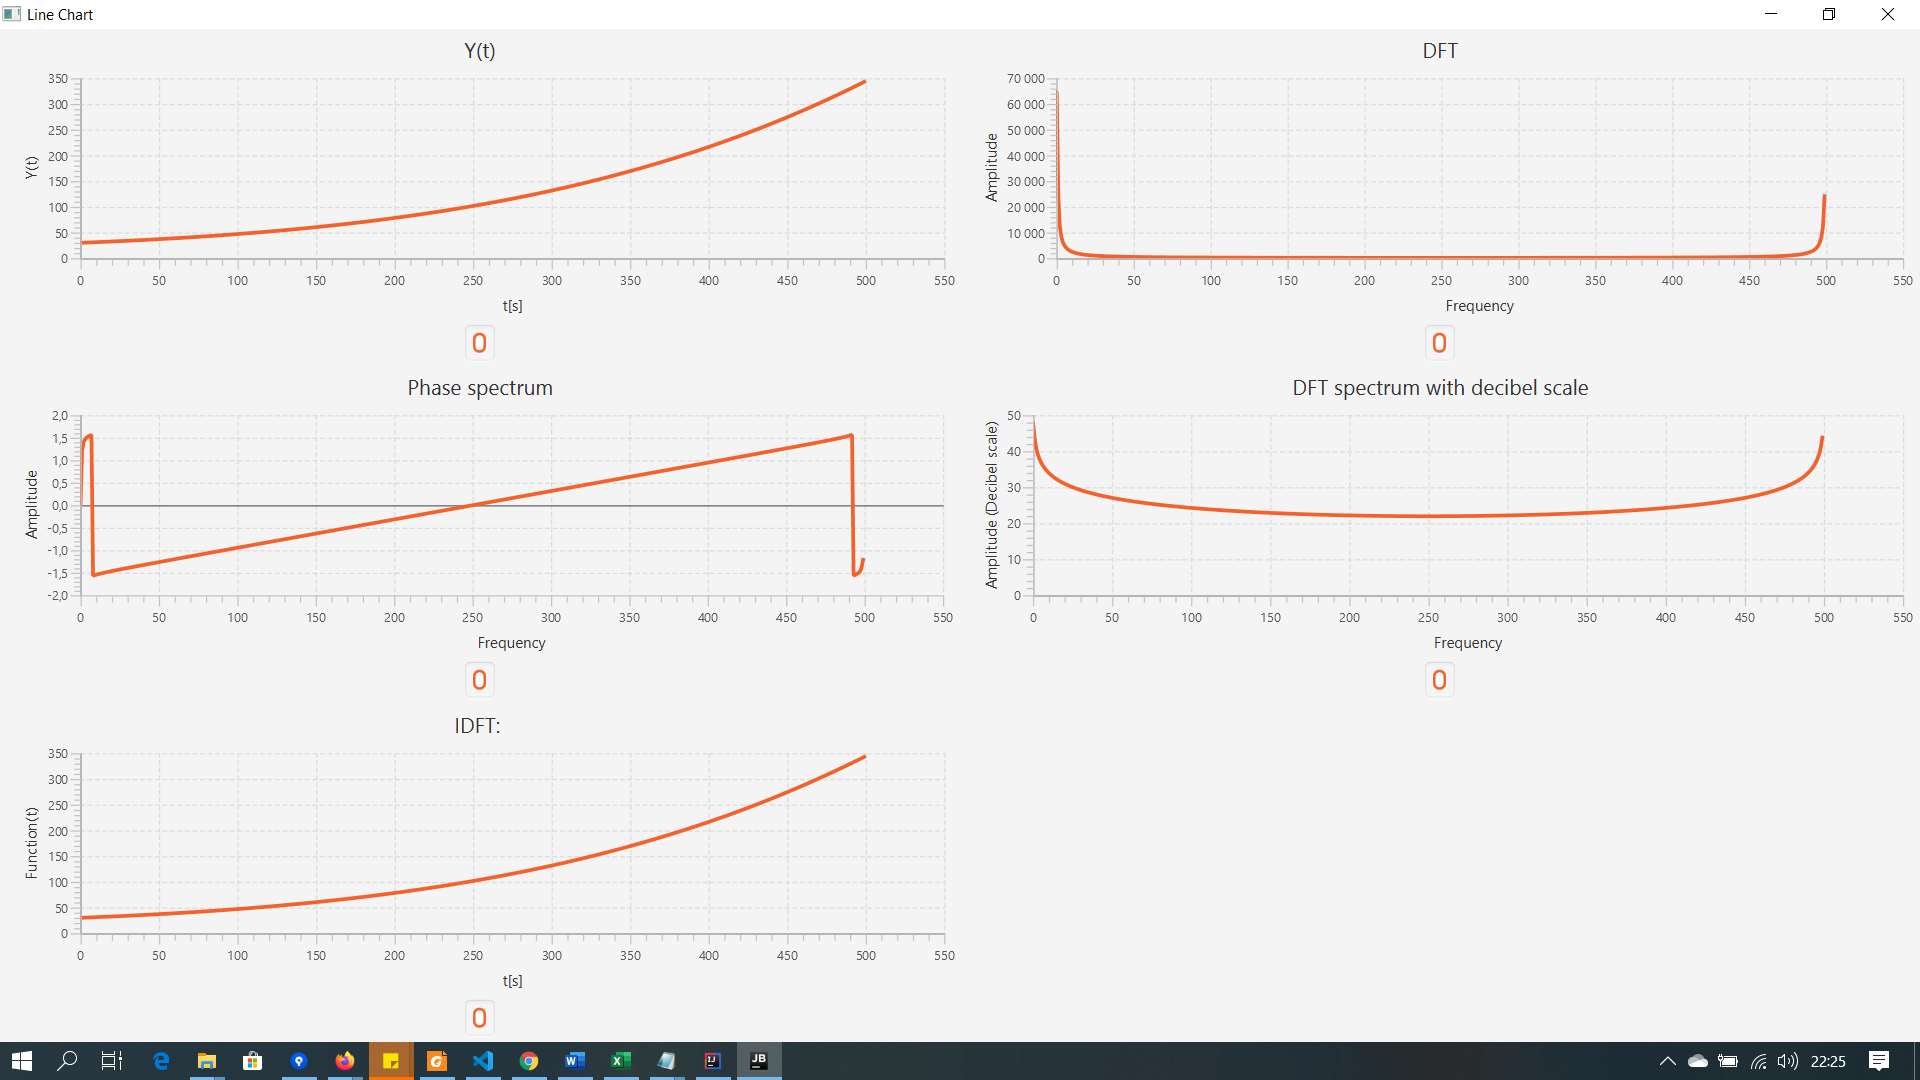 Line Chart
Y(t)
350
300
250
200
150
100
50
0
Y(t)
0 50 100 150 200 250 300 350 400 450 500 550
t[s]
DFT
70 000
60 000
50 000
40 000
30 000
20 000
10 000
0
Amplitude
0 50 100 150 200 250 300 350 400 450 500 550
Frequency
Phase spectrum
2,0
1,5
1,0
0,5
0,0
-0,5
-1,0
-1,5
-2,0
Amplitude
0 50 100 150 200 250 300 350 400 450 500 550
Frequency
DFT spectrum with decibel scale
50
40
30
20
10
0
Amplitude (Decibel scale)
0 50 100 150 200 250 300 350 400 450 500 550
Frequency
IDFT:
350
300
250
200
150
100
50
0
Function(t)
0 50 100 150 200 250 300 350 400 450 500 550
t[s]
22:25